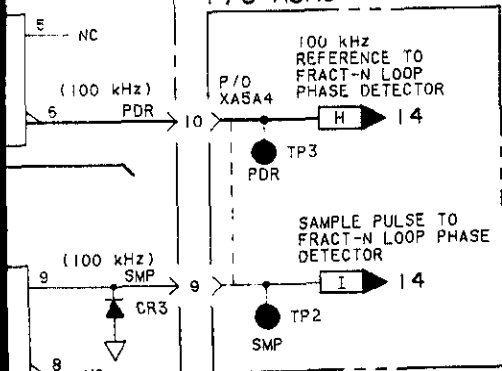 5
NC
100 kHz
REFERENCE TO
FRACT-N LOOP
PHASE DETECTOR
P/O
XA5A4
(100 kHz)
6
PDR
10
H
14
TP3
PDR
SAMPLE PULSE TO
FRACT-N LOOP PHASE
DETECTOR
(100 kHz)
9
SMP
9
I
14
CR3
TP2
SMP
8